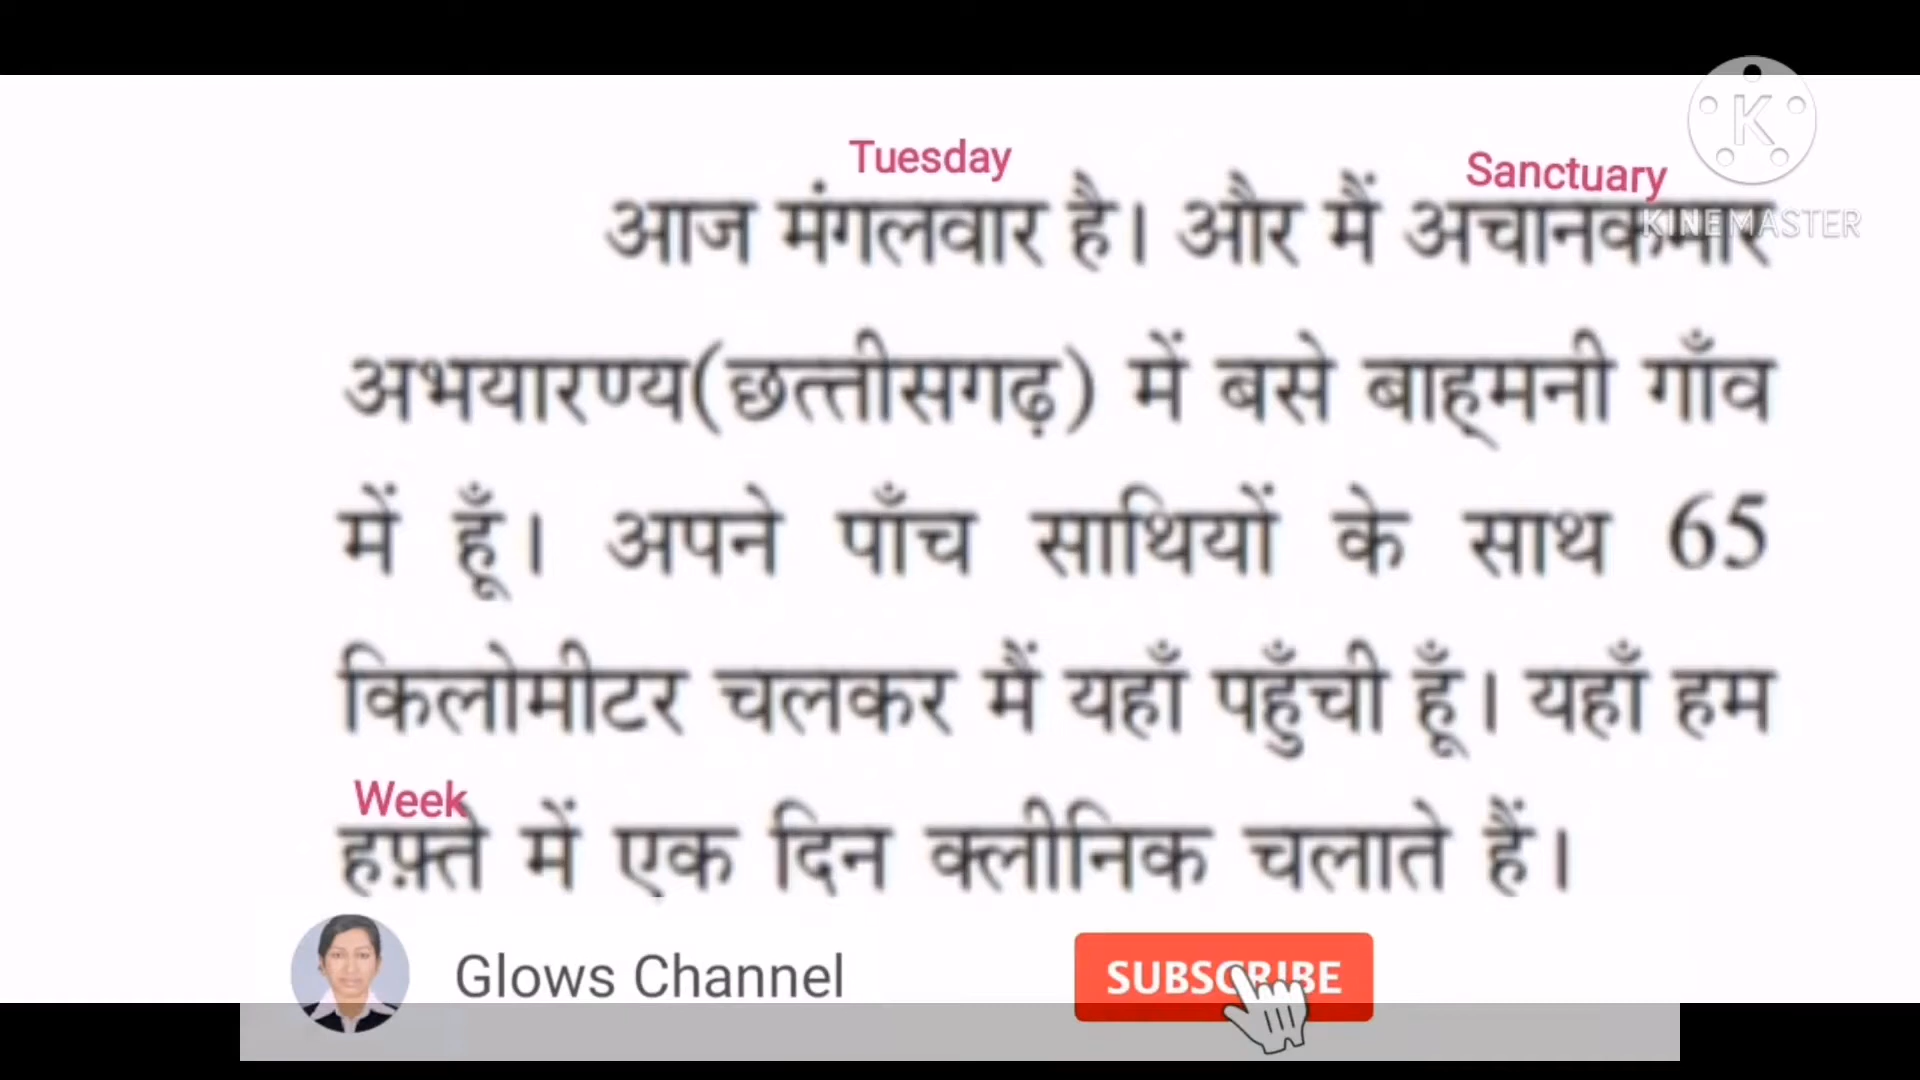 Tuesday
Sanctuary
आज मंगलवार है। और मैं अचानकमार
KINEMASTER
अभयारण्य(छत्तीसगढ़) में बसे बाह्मनी गाँव
में हूँ। अपने पाँच साथियों के साथ 65
किलोमीटर चलकर मैं यहाँ पहुँची हूँ। यहाँ हम
Week
हफ़्ते में एक दिन क्लीनिक चलाते हैं।
Glows Channel
SUBSCRIBE